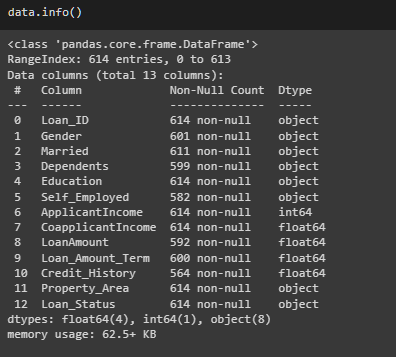 data.info()
<class 'pandas.core.frame.DataFrame'>
RangeIndex: 614 entries, 0 to 613
Data columns (total 13 columns):
 #   Column             Non-Null Count  Dtype
---  ------             --------------  -----
 0   Loan_ID            614 non-null    object
 1   Gender             601 non-null    object
 2   Married            611 non-null    object
 3   Dependents         599 non-null    object
 4   Education          614 non-null    object
 5   Self_Employed      582 non-null    object
 6   ApplicantIncome    614 non-null    int64
 7   CoapplicantIncome  614 non-null    float64
 8   LoanAmount         592 non-null    float64
 9   Loan_Amount_Term   600 non-null    float64
 10  Credit_History     564 non-null    float64
 11  Property_Area      614 non-null    object
 12  Loan_Status        614 non-null    object
dtypes: float64(4), int64(1), object(8)
memory usage: 62.5+ KB